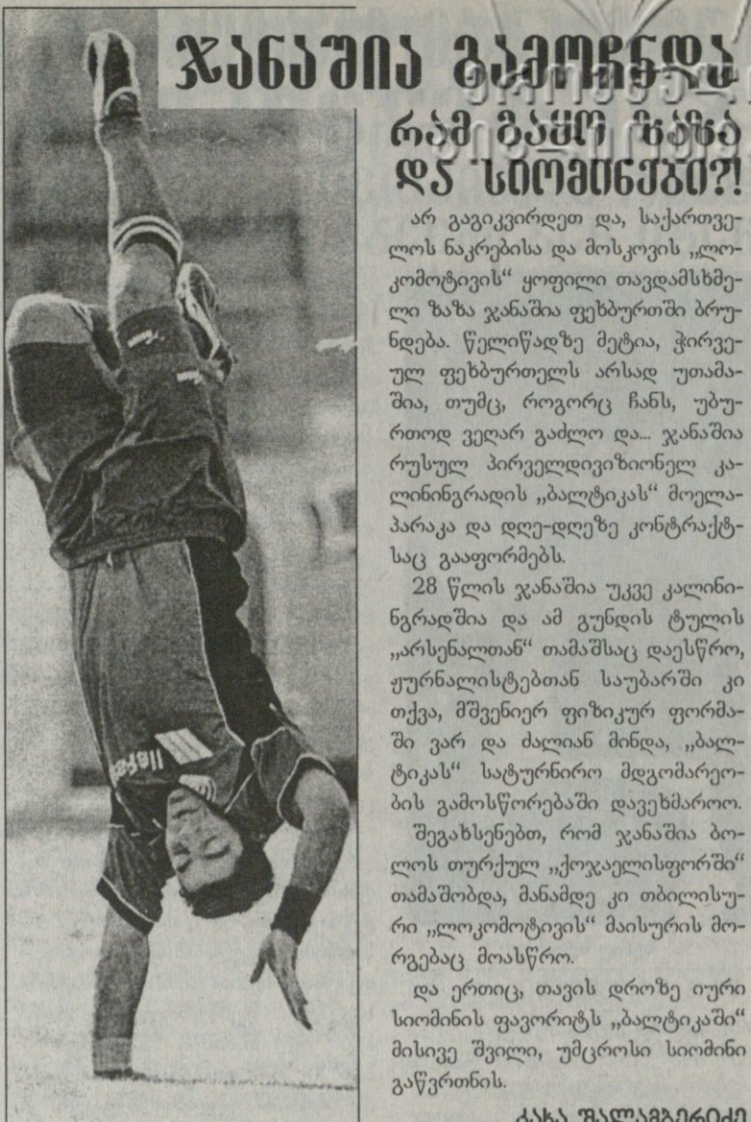 ჯანაშია გამოჩნდა
რამ გაყო ზაზა
და სიომინები?!
არ გაგიკვირდეთ და, საქართვე-
ლოს ნაკრებისა და მოსკოვის „ლო-
კომოტივის“ ყოფილი თავდამსხმე-
ლი ზაზა ჯანაშია ფეხბურთში ბრუ-
ნდება. წელიწადზე მეტია, ჭირვე-
ულ ფეხბურთელს არსად უთამა-
შია, თუმც, როგორც ჩანს, უბუ-
რთოდ ვეღარ გაძლო და... ჯანაშია
რუსულ პირველდივიზიონელ კა-
ლინინგრადის „ბალტიკას“ მოელა-
პარაკა და დღე-დღეზე კონტრაქტ-
საც გააფორმებს.
28 წლის ჯანაშია უკვე კალინი-
ნგრადშია და ამ გუნდის ტულის
„არსენალთან“ თამაშსაც დაესწრო,
ჟურნალისტებთან საუბარში კი
თქვა, მშვენიერ ფიზიკურ ფორმა-
ში ვარ და ძალიან მინდა, „ბალ-
ტიკას“ სატურნირო მდგომარეო-
ბის გამოსწორებაში დავეხმაროო.
შეგახსენებთ, რომ ჯანაშია ბო-
ლოს თურქულ „ქოჯაელისფორში“
თამაშობდა, მანამდე კი თბილისუ-
რი „ლოკომოტივის“ მაისურის მო-
რგებაც მოასწრო.
და ერთიც, თავის დროზე იური
სიომინის ფავორიტს „ბალტიკაში“
მისივე შვილი, უმცროსი სიომინი
გაწვრთნის.
კახა ფალამბერიძე